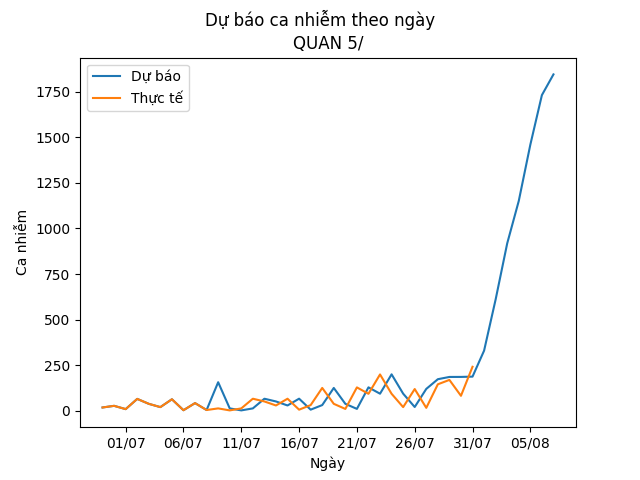 Dự báo ca nhiễm theo ngày
QUAN 5/
Dự báo
Thực tế
1750
1500
1250
1000
750
500
250
0
Ca nhiễm
01/07 06/07 11/07 16/07 21/07 26/07 31/07 05/08
Ngày